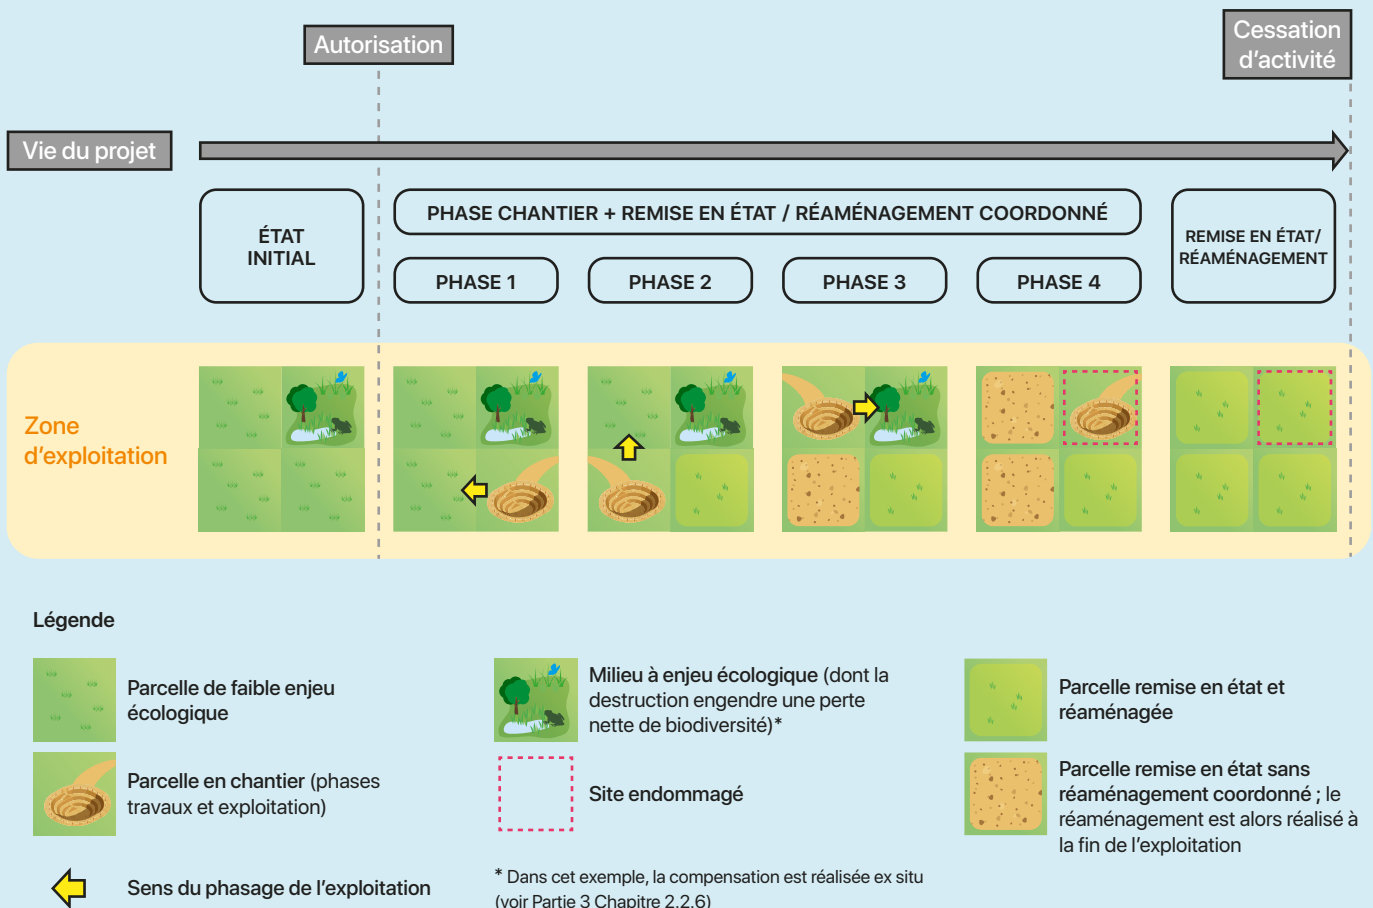 Autorisation
Cessation
d'activité
Vie du projet
ÉTAT
INITIAL
PHASE CHANTIER + REMISE EN ÉTAT / RÉAMÉNAGEMENT COORDONNÉ
PHASE 1
PHASE 2
PHASE 3
PHASE 4
REMISE EN ÉTAT/
RÉAMÉNAGEMENT
Zone
d'exploitation
Légende
Parcelle de faible enjeu
écologique
Parcelle en chantier (phases
travaux et exploitation)
Sens du phasage de l'exploitation
Milieu à enjeu écologique (dont la
destruction engendre une perte
nette de biodiversité)*
Site endommagé
* Dans cet exemple, la compensation est réalisée ex situ
(voir Partie 3 Chapitre 2.2.6)
Parcelle remise en état et
réaménagée
Parcelle remise en état sans
réaménagement coordonné ; le
réaménagement est alors réalisé à
la fin de l'exploitation